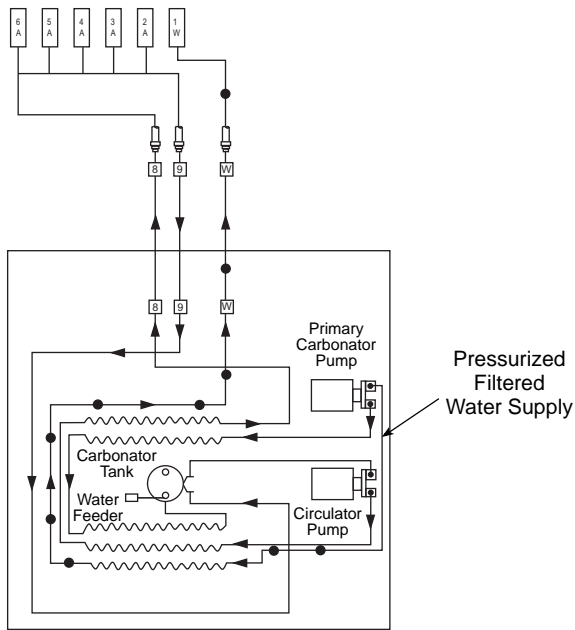 6
A
5
A
4
A
3
A
2
A
1
W
8
9
W
8
9
W
Primary
Carbonator
Pump
Pressurized
Filtered
Water Supply
Carbonator
Tank
Water
Feeder
Circulator
Pump